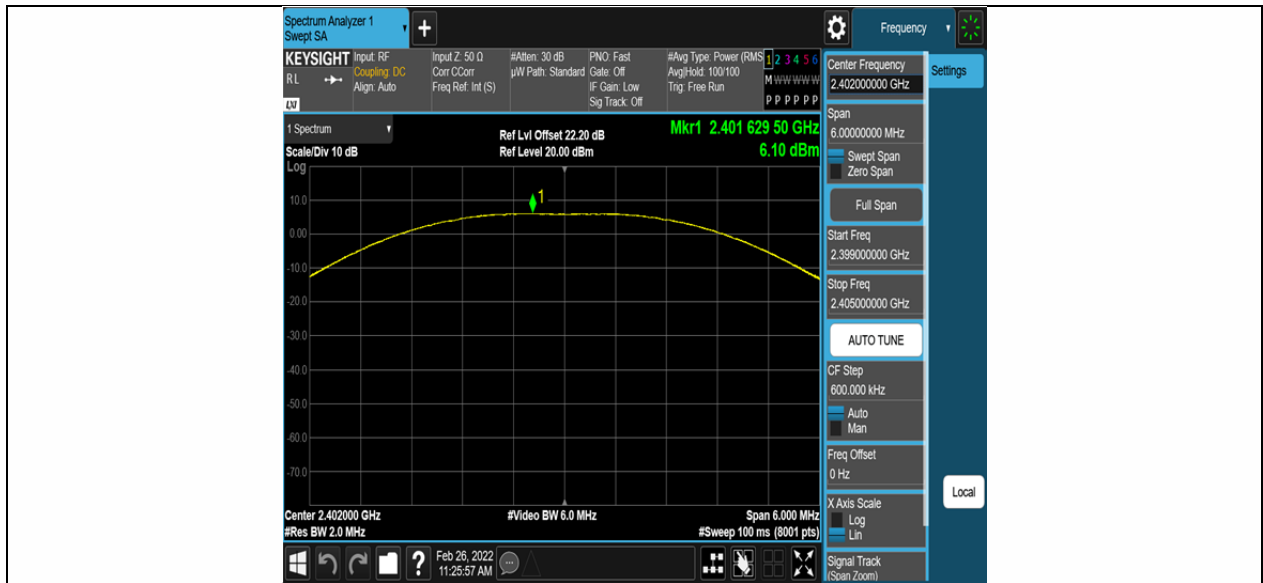 Spectrum Analyzer 1
Swept SA
+
Frequency
KEYSIGHT
RL
LXI
Input: RF
Coupling: DC
Align: Auto
Input Z: 50 Ω
Corr CCorr
Freq Ref: Int (S)
#Atten: 30 dB
µW Path: Standard
PNO: Fast
Gate: Off
IF Gain: Low
Sig Track: Off
#Avg Type: Power (RMS
Avg|Hold: 100/100
Trig: Free Run
1 2 3 4 5 6
M W W W W W
P P P P P P
1 Spectrum
Scale/Div 10 dB
Log
Ref Lvl Offset 22.20 dB
Ref Level 20.00 dBm
Mkr1 2.401 629 50 GHz
6.10 dBm
1
10.0
0.00
-10.0
-20.0
-30.0
-40.0
-50.0
-60.0
-70.0
Center 2.402000 GHz
#Res BW 2.0 MHz
#Video BW 6.0 MHz
Span 6.000 MHz
#Sweep 100 ms (8001 pts)
?
Feb 26, 2022
11:25:57 AM
Center Frequency
2.402000000 GHz
Settings
Span
6.00000000 MHz
Swept Span
Zero Span
Full Span
Start Freq
2.399000000 GHz
Stop Freq
2.405000000 GHz
AUTO TUNE
CF Step
600.000 kHz
Auto
Man
Freq Offset
0 Hz
X Axis Scale
Log
Lin
Local
Signal Track
(Span Zoom)